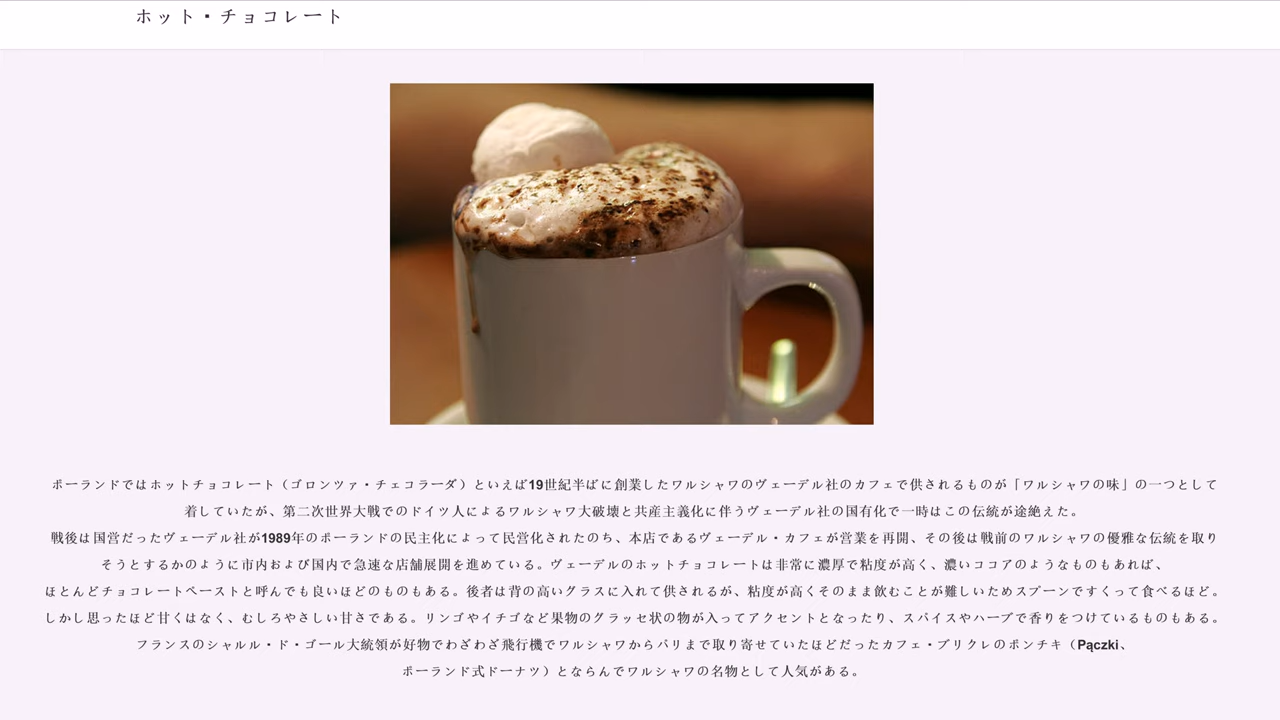 ホット・チョコレート
ポーランドではホットチョコレート（ゴロンツァ・チェコラーダ）といえば19世紀半ばに創業したワルシャワのヴェーデル社のカフェで供されるものが「ワルシャワの味」の一つとして
着していたが、第二次世界大戦でのドイツ人によるワルシャワ大破壊と共産主義化に伴うヴェーデル社の国有化で一時はこの伝統が途絶えた。
戦後は国営だったヴェーデル社が1989年のポーランドの民主化によって民営化されたのち、本店であるヴェーデル・カフェが営業を再開、その後は戦前のワルシャワの優雅な伝統を取り
そうとするかのように市内および国内で急速な店舗展開を進めている。ヴェーデルのホットチョコレートは非常に濃厚で粘度が高く、濃いココアのようなものもあれば、
ほとんどチョコレートペーストと呼んでも良いほどのものもある。後者は背の高いグラスに入れて供されるが、粘度が高くそのまま飲むことが難しいためスプーンですくって食べるほど。
しかし思ったほど甘くはなく、むしろやさしい甘さである。リンゴやイチゴなど果物のグラッセ状の物が入ってアクセントとなったり、スパイスやハーブで香りをつけているものもある。
フランスのシャルル・ド・ゴール大統領が好物でわざわざ飛行機でワルシャワからパリまで取り寄せていたほどだったカフェ・ブリクレのポンチキ（Pączki、
ポーランド式ドーナツ）とならんでワルシャワの名物として人気がある。